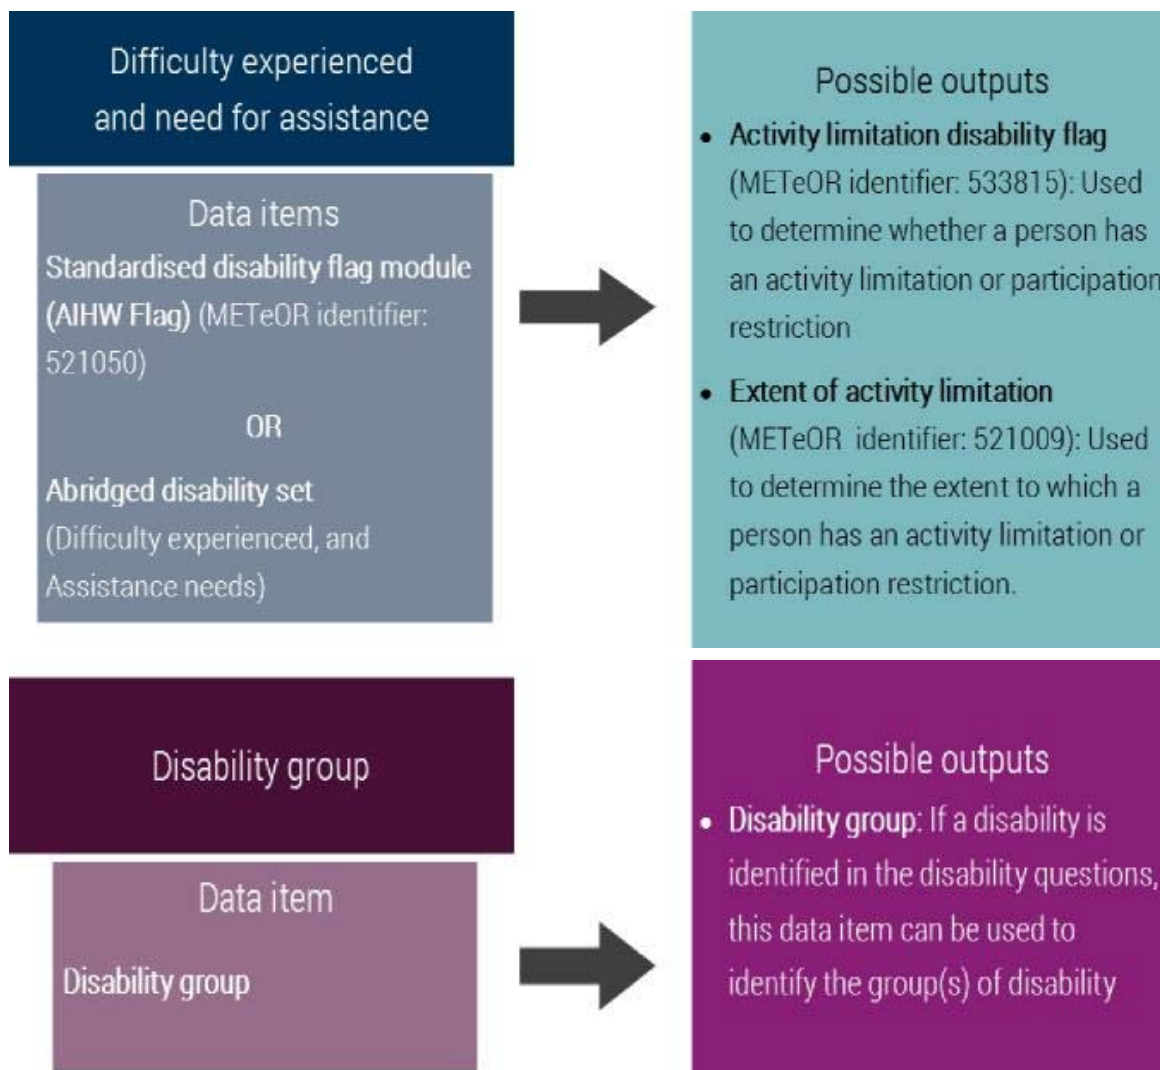 Difficulty experienced
and need for assistance
Data items
Standardised disability flag module
(AIHW Flag) (METeOR identifier:
521050)
OR
Abridged disability set
(Difficulty experienced, and
Assistance needs)
Possible outputs
• Activity limitation disability flag
(METeOR identifier: 533815): Used
to determine whether a person has
an activity limitation or participation
restriction
• Extent of activity limitation
(METeOR identifier: 521009): Used
to determine the extent to which a
person has an activity limitation or
participation restriction.
Disability group
Data item
Disability group
Possible outputs
• Disability group: If a disability is
identified in the disability questions,
this data item can be used to
identify the group(s) of disability